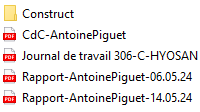 Construct
CdC-AntoinePiguet
Journal de travail 306-C-HYOSAN
Rapport-AntoinePiguet-06.05.24
Rapport-AntoinePiguet-14.05.24